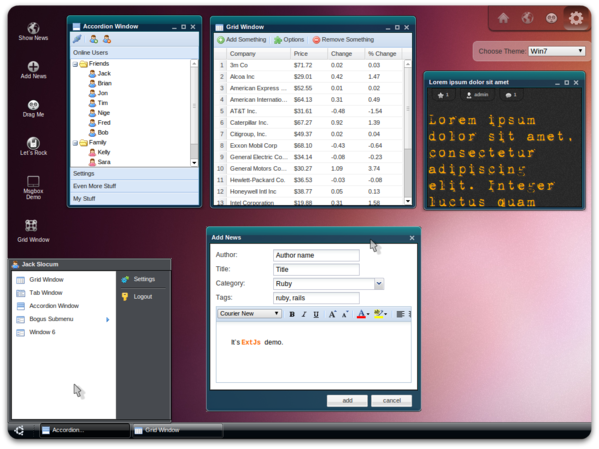 Show News
Add News
Drag Me
Let's Rock
Msgbox
Demo
Grid Window
Accordion Window
Online Users
Friends
Jack
Brian
Jon
Tim
Nige
Fred
Bob
Family
Kelly
Sara
Settings
Even More Stuff
My Stuff
Grid Window
Add Something Options Remove Something
Company Price Change % Change
1 3m Co $71.72 0.02 0.03
2 Alcoa Inc $29.01 0.42 1.47
3 American Express ... $52.55 0.01 0.02
4 American Internatio... $64.13 0.31 0.49
5 AT&T Inc. $31.61 -0.48 -1.54
6 Caterpillar Inc. $67.27 0.92 1.39
7 Citigroup, Inc. $49.37 0.02 0.04
8 Exxon Mobil Corp $68.10 -0.43 -0.64
9 General Electric Co... $34.14 -0.08 -0.23
10 General Motors Co... $30.27 1.09 3.74
11 Hewlett-Packard Co. $36.53 -0.03 -0.08
12 Honeywell Intl Inc $38.77 0.05 0.13
13 Intel Corporation $19.88 0.31 1.58
Choose Theme: Win7
Lorem ipsum dolor sit amet
1 admin 1
Lorem ipsum
dolor sit amet,
consectetur
adipiscing
elit. Integer
luctus quam
Add News
Author: Author name
Title: Title
Category: Ruby
Tags: ruby, rails
Courier New B I U A A A ab
It's ExtJs demo.
add cancel
Jack Slocum
Grid Window
Tab Window
Accordion Window
Bogus Submenu
Window 6
Settings
Logout
Accordion... Grid Window